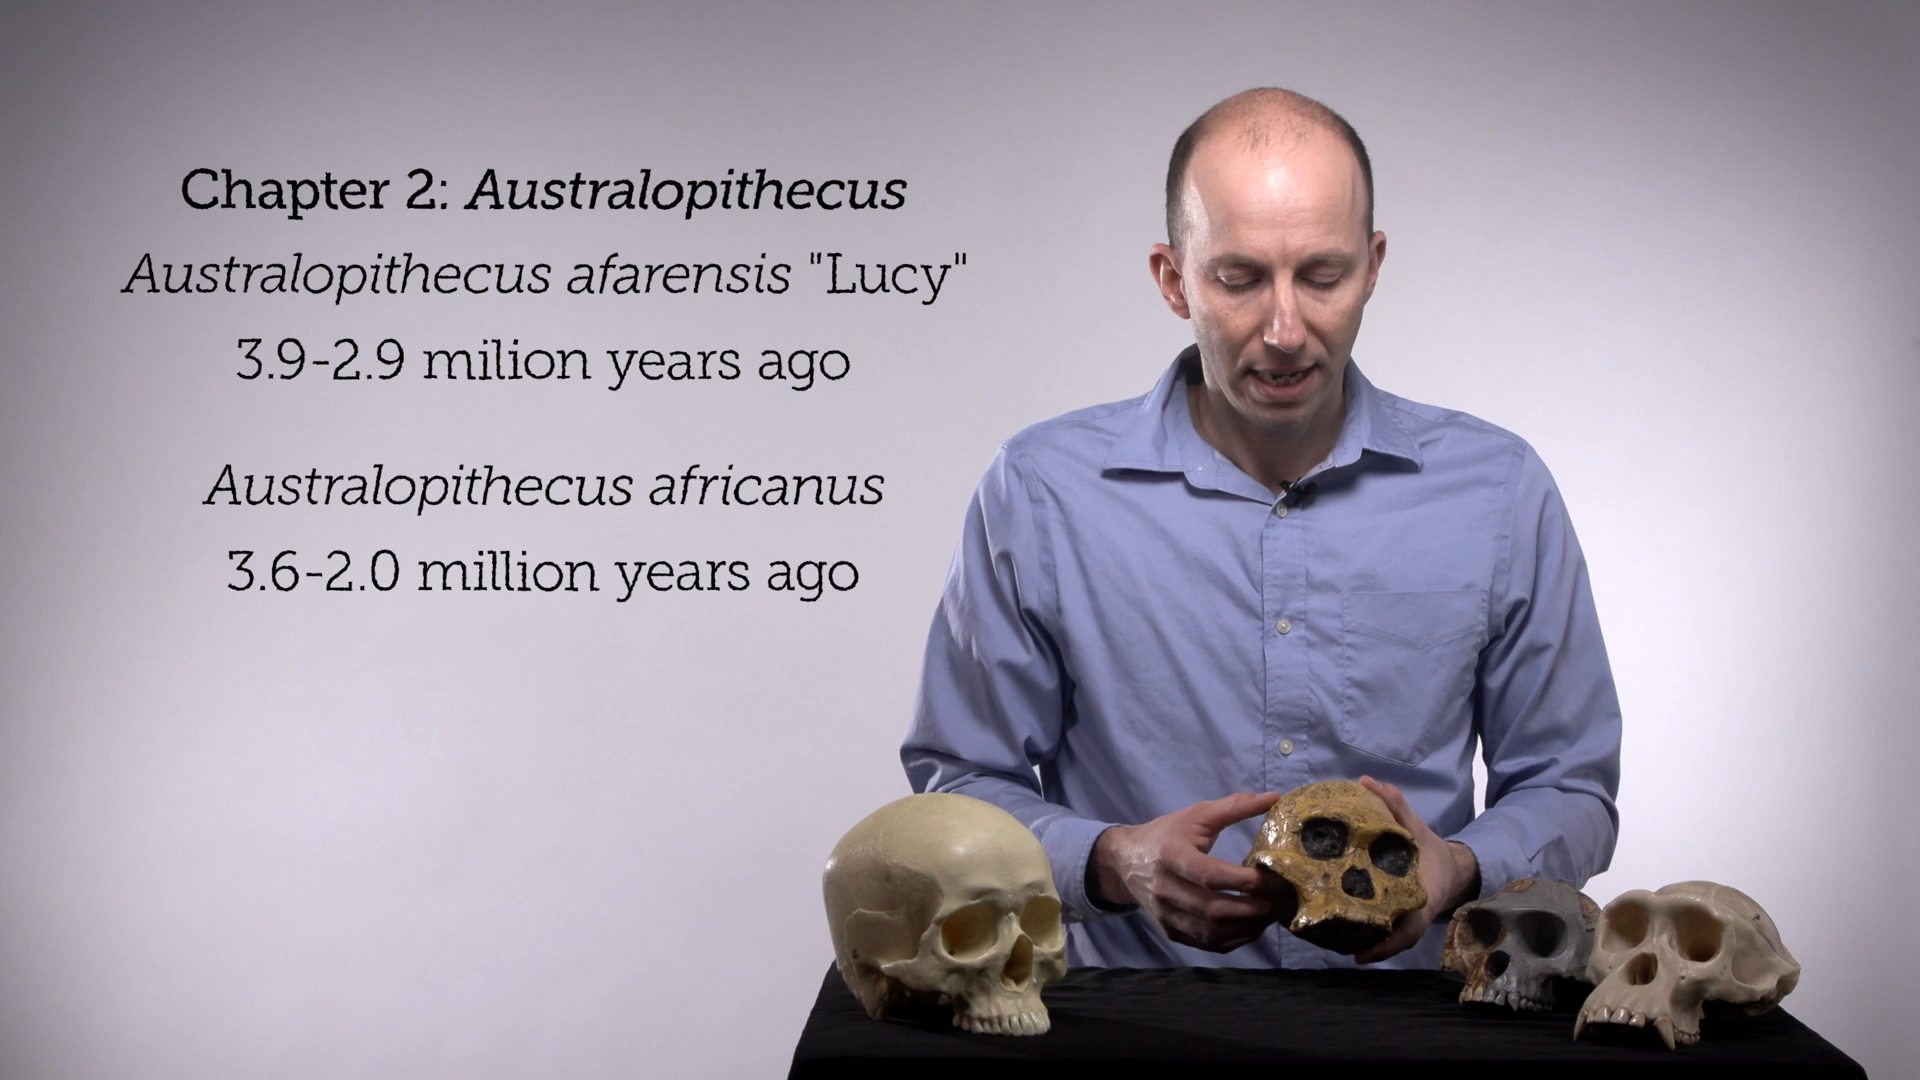 Chapter 2: Australopithecus
Australopithecus afarensis "Lucy"
3.9-2.9 milion years ago
Australopithecus africanus
3.6-2.0 million years ago